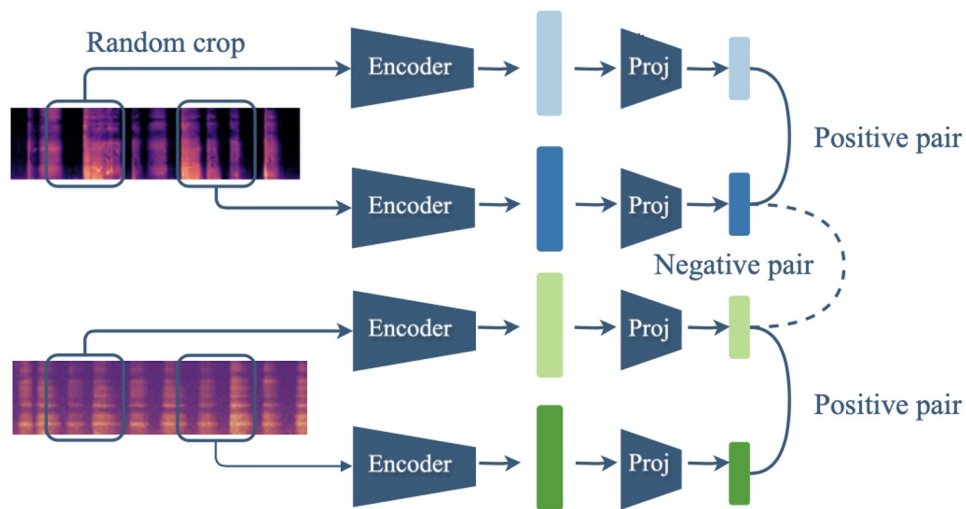 Random crop
Encoder
Proj
Positive pair
Encoder
Proj
Negative pair
Encoder
Proj
Positive pair
Encoder
Proj